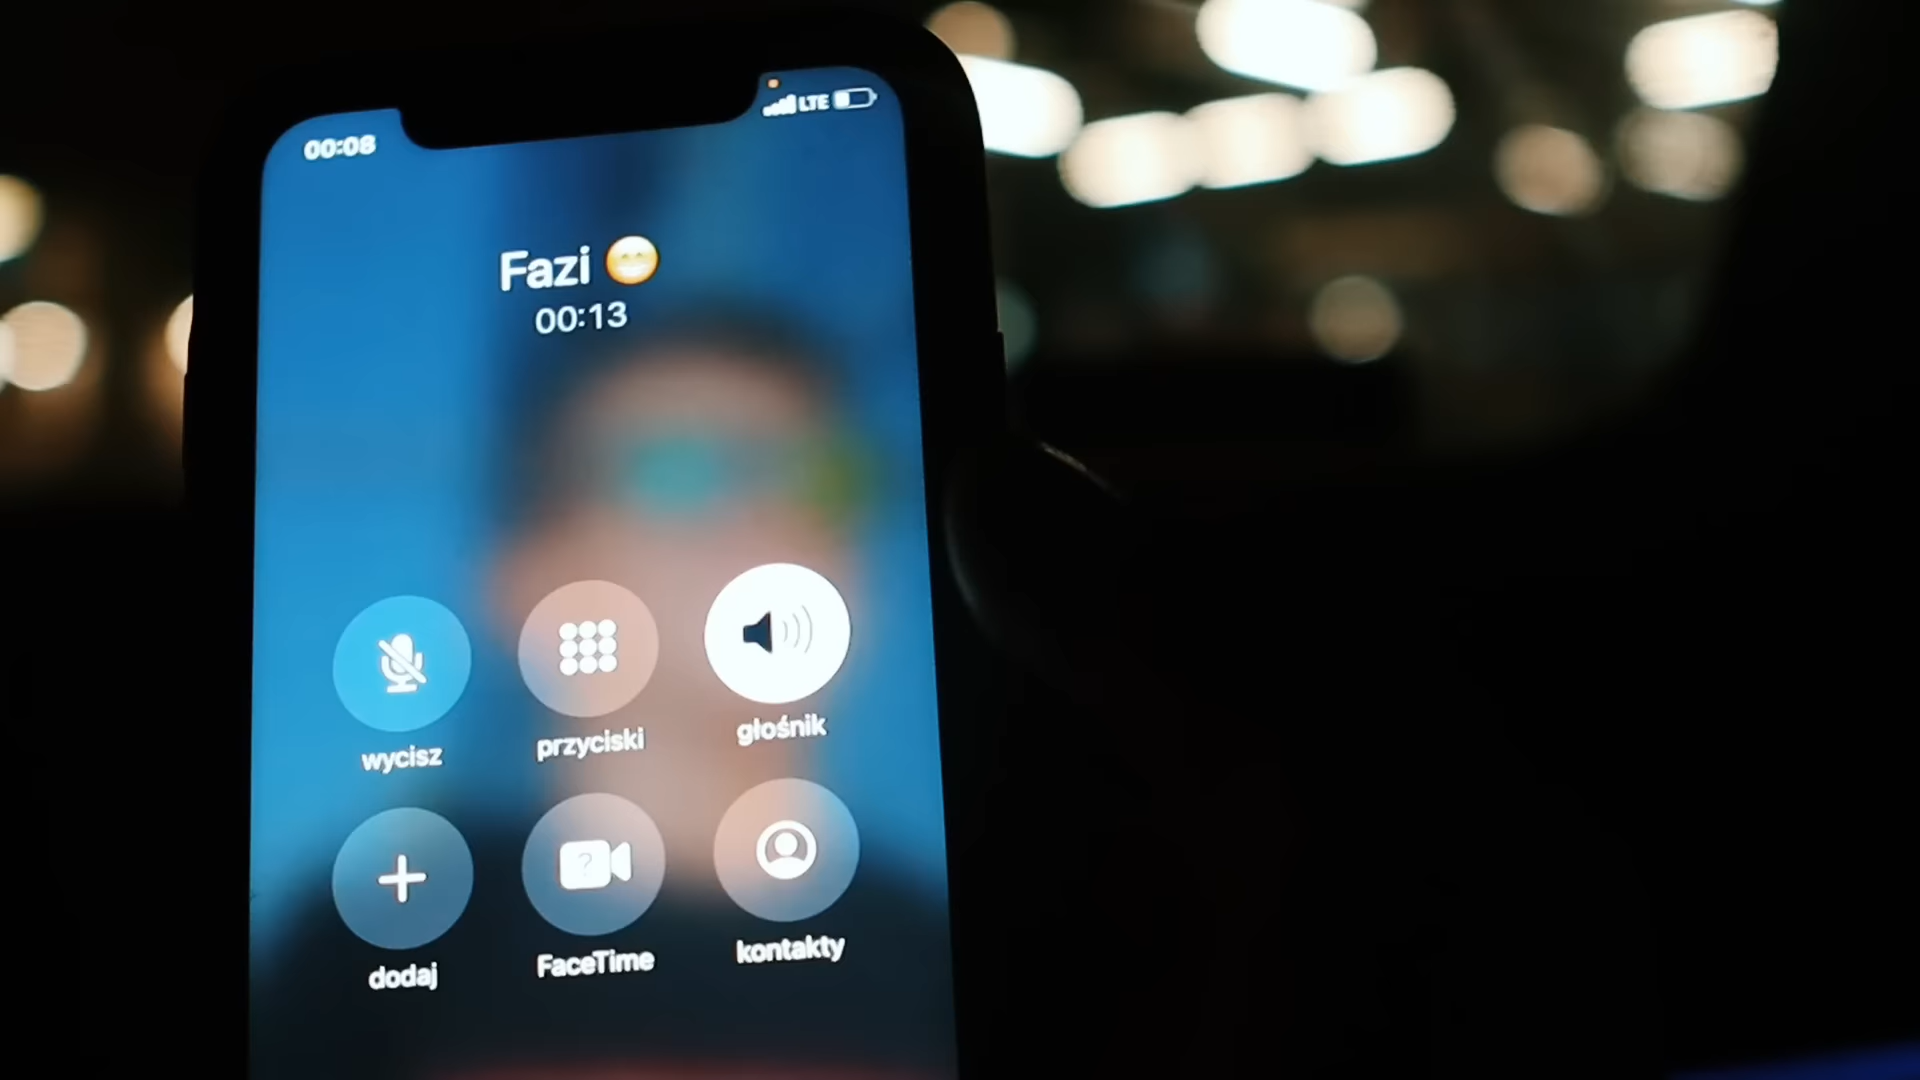 00:08
LTE
Fazi 😁
00:13
wycisz
przyciski
głośnik
?
dodaj
FaceTime
kontakty